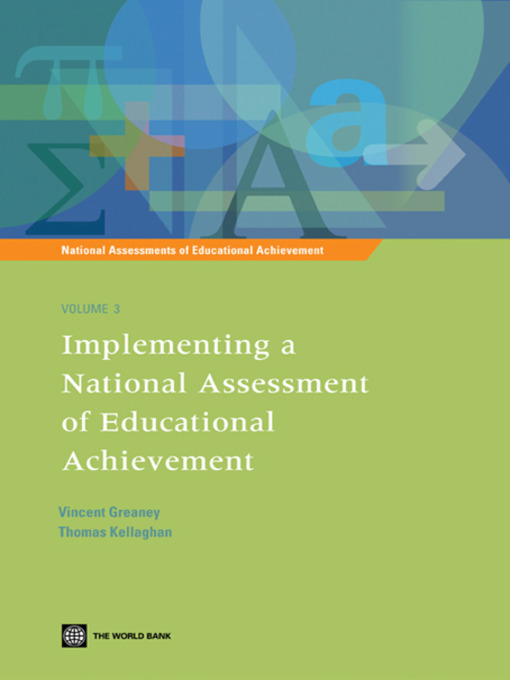 π
Σ
+
A
a
National Assessments of Educational Achievement
VOLUME 3
Implementing a
National Assessment
of Educational
Achievement
Vincent Greaney
Thomas Kellaghan
THE WORLD BANK